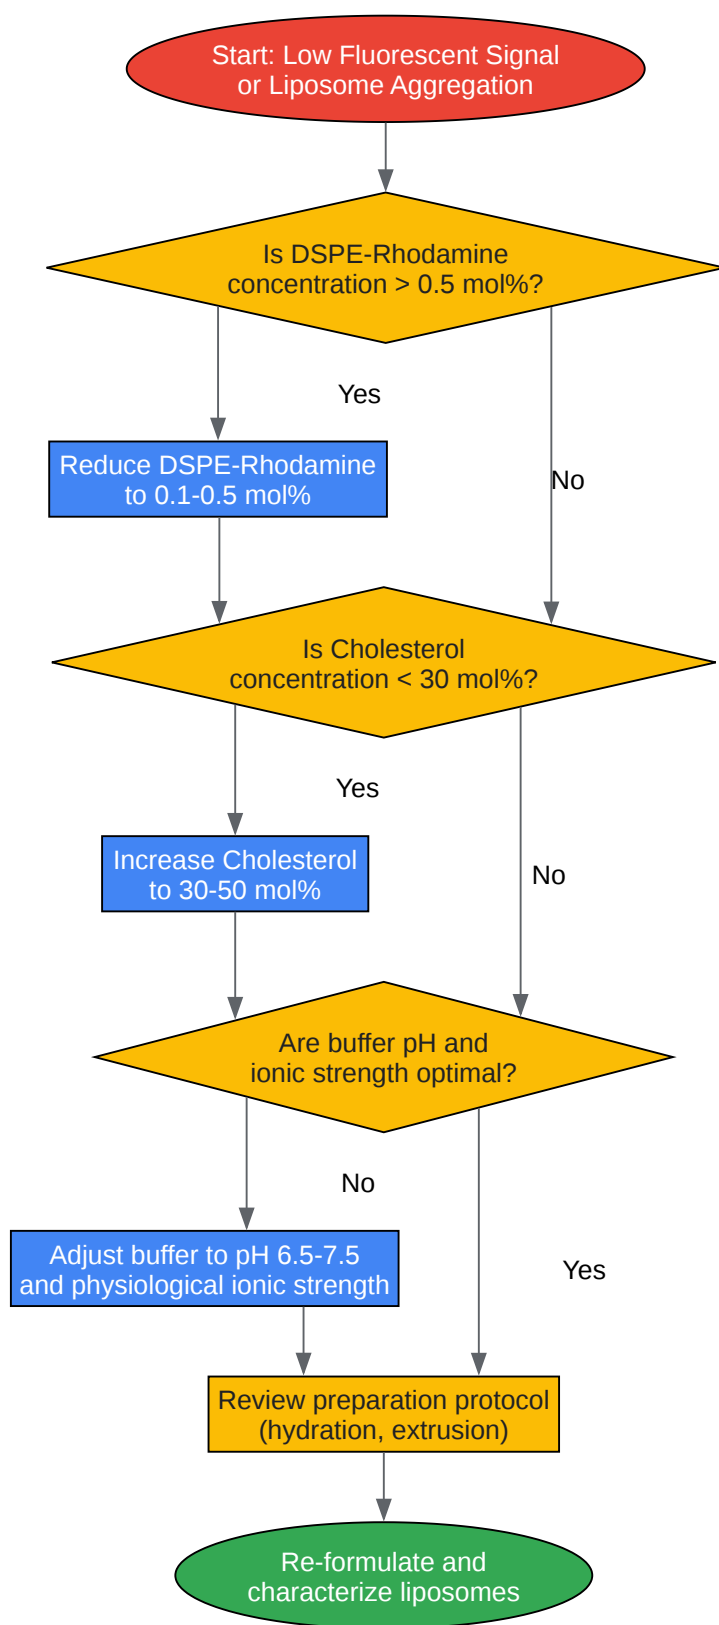 Start: Low Fluorescent Signal
or Liposome Aggregation
Is DSPE-Rhodamine
concentration > 0.5 mol%?
Yes
Reduce DSPE-Rhodamine
to 0.1-0.5 mol%
No
Is Cholesterol
concentration < 30 mol%?
Yes
Increase Cholesterol
to 30-50 mol%
No
Are buffer pH and
ionic strength optimal?
No
Adjust buffer to pH 6.5-7.5
and physiological ionic strength
Yes
Review preparation protocol
(hydration, extrusion)
Re-formulate and
characterize liposomes